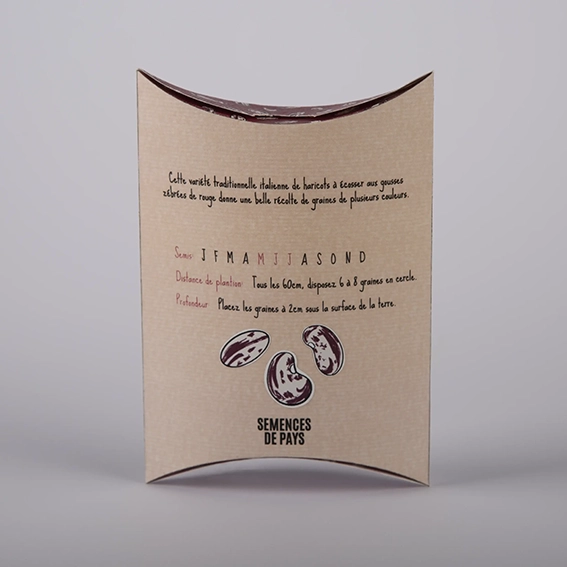 Cette variété traditionnelle italienne de haricots à écosser aux gousses
zébrées de rouge donne une belle récolte de graines de plusieurs couleurs.
Semis: J F M A M J J A S O N D
Distance de plantion: Tous les 60cm, disposez 6 à 8 graines en cercle.
Profondeur Placez les graines à 2cm sous la surface de la terre.
SEMENCES
DE PAYS